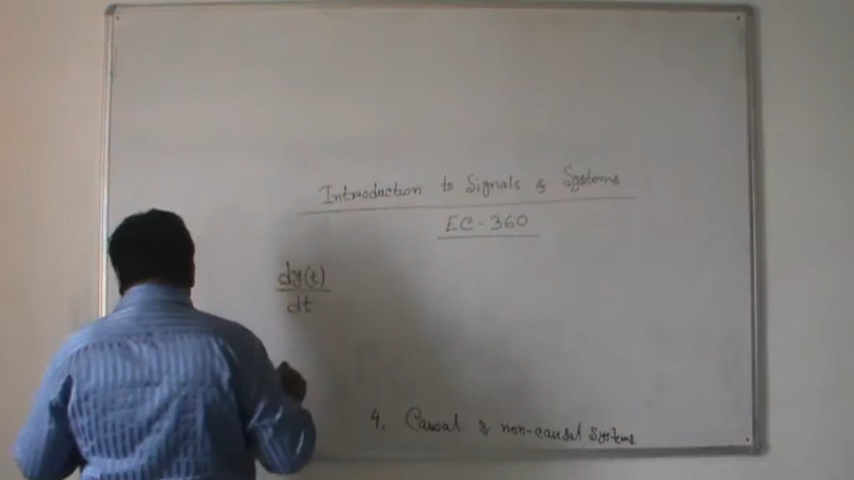 Introduction to Signals & Systems
EC-360
dy(t)
dt
4. Causal & non-causal Systems